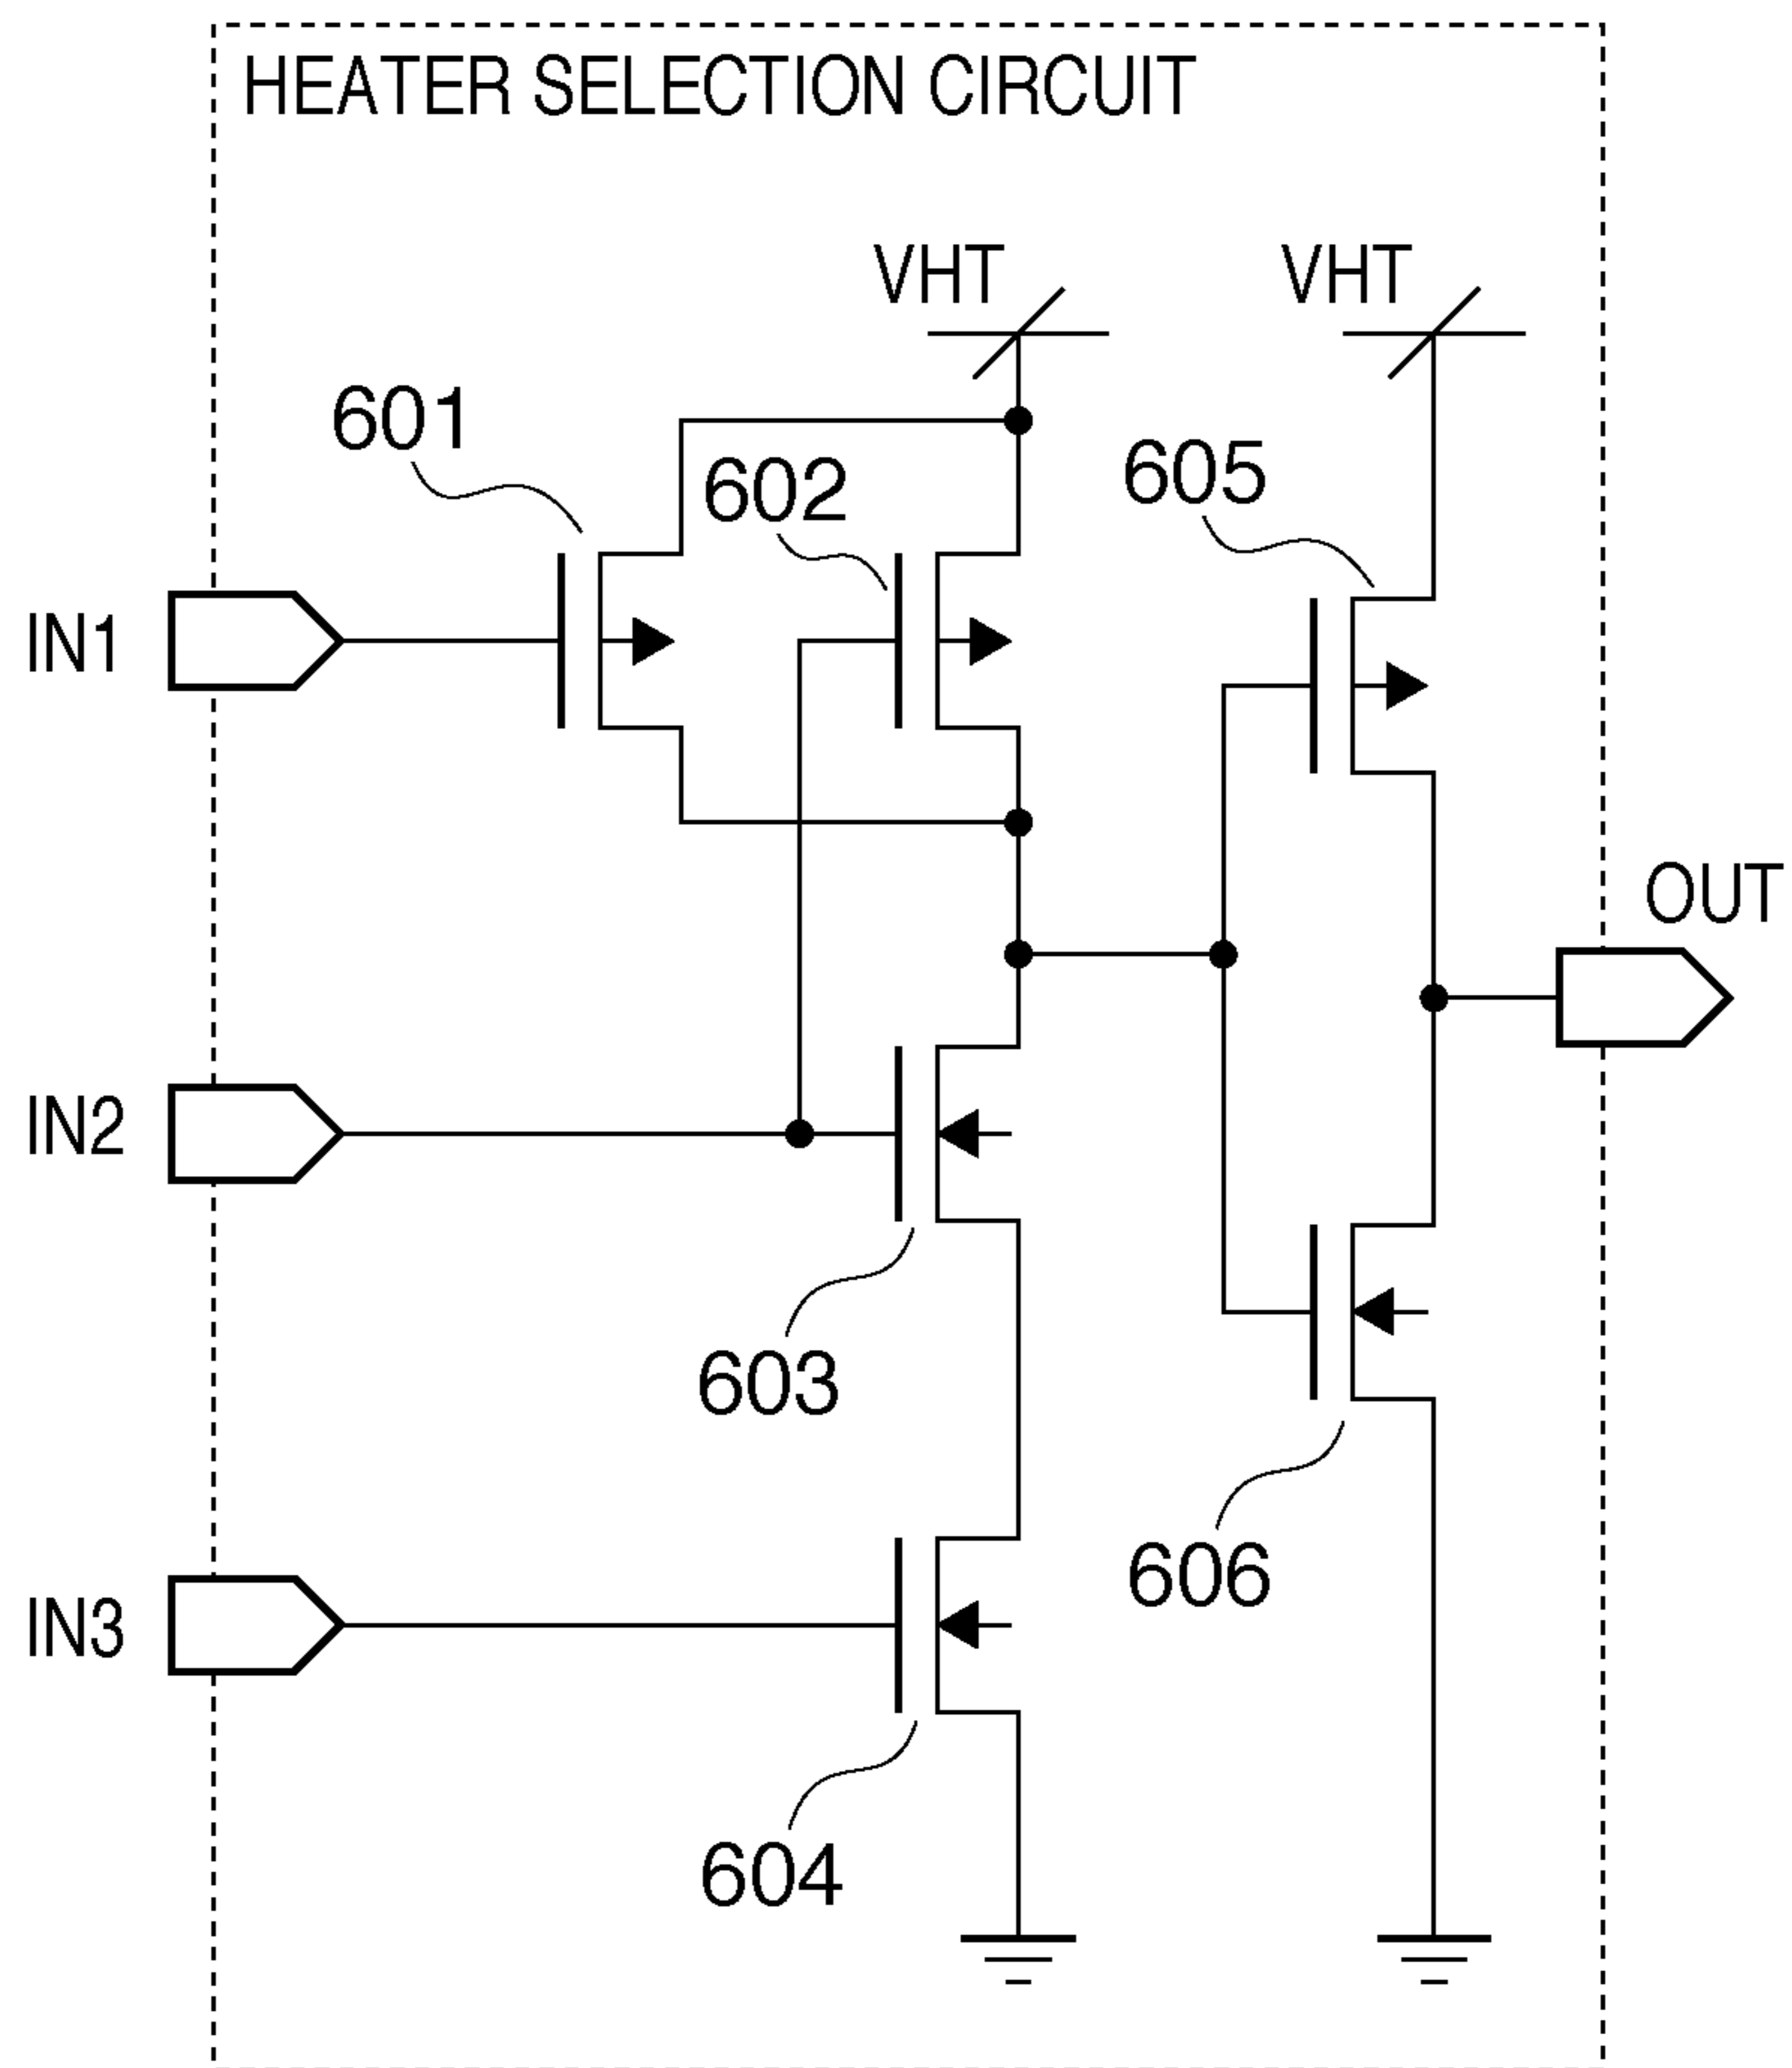 HEATER SELECTION CIRCUIT
VHT
VHT
601
602
605
IN1
OUT
IN2
603
606
IN3
604